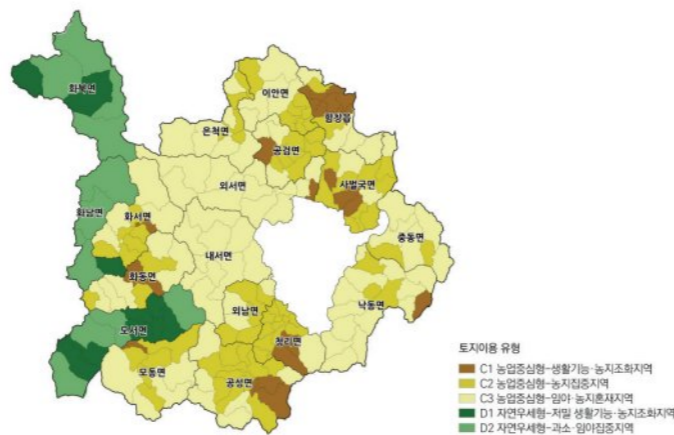 화북면
이안면
함창읍
은척면
공검면
외서면
사벌국면
화남면
화서면
중동면
내서면
화동면
낙동면
외남면
모서면
청리면
모동면
공성면
토지이용 유형
C1 농업중심형-생활기능·농지조화지역
C2 농업중심형-농지집중지역
C3 농업중심형-임야·농지혼재지역
D1 자연우세형-저밀 생활기능·농지조화지역
D2 자연우세형-과소·임야집중지역